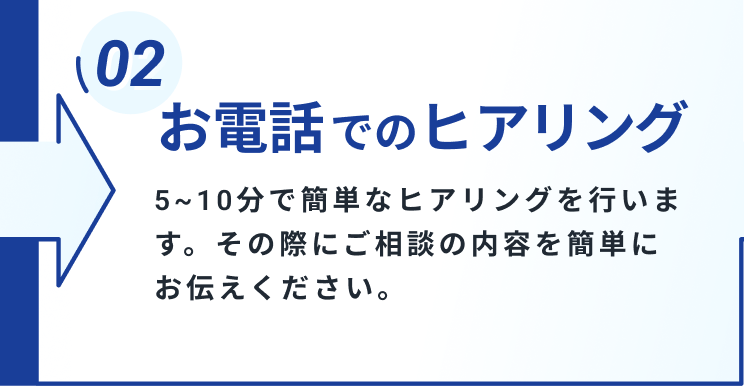 02
お電話でのヒアリング
5~10分で簡単なヒアリングを行いま
す。その際にご相談の内容を簡単に
お伝えください。